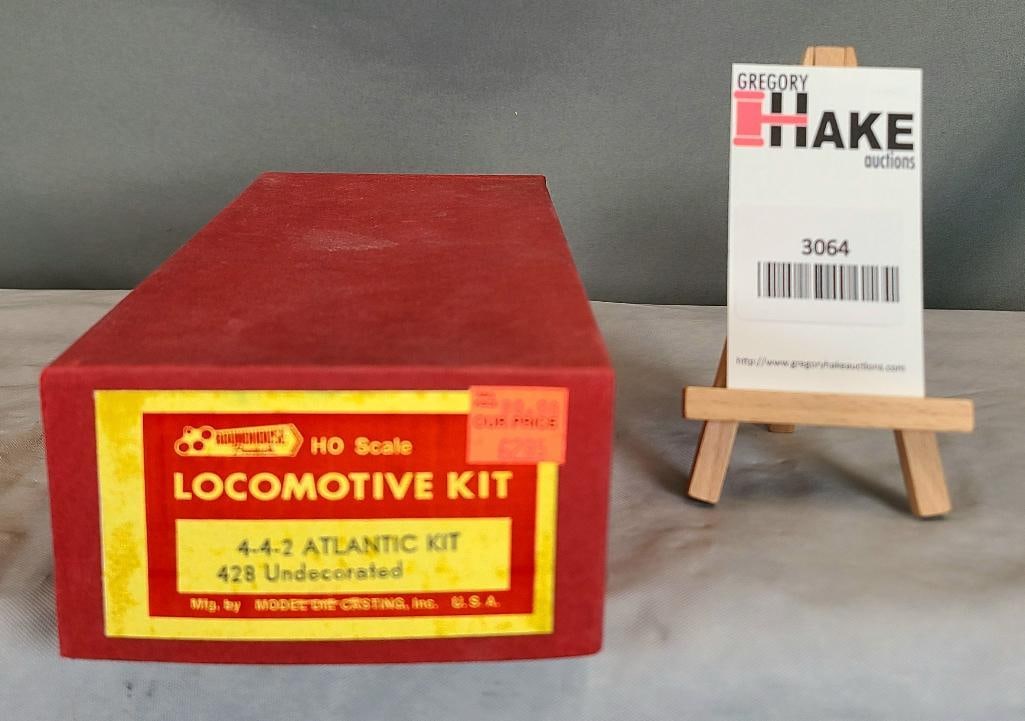 GREGORY
HAKE
auctions
3064
http://www.gregoryhakeauctions.com
OUR PRICE
ROUNDHOUSE
HO Scale
LOCOMOTIVE KIT
4-4-2 ATLANTIC KIT
428 Undecorated
Mfg. by MODEL DIE CASTING, Inc. U.S.A.